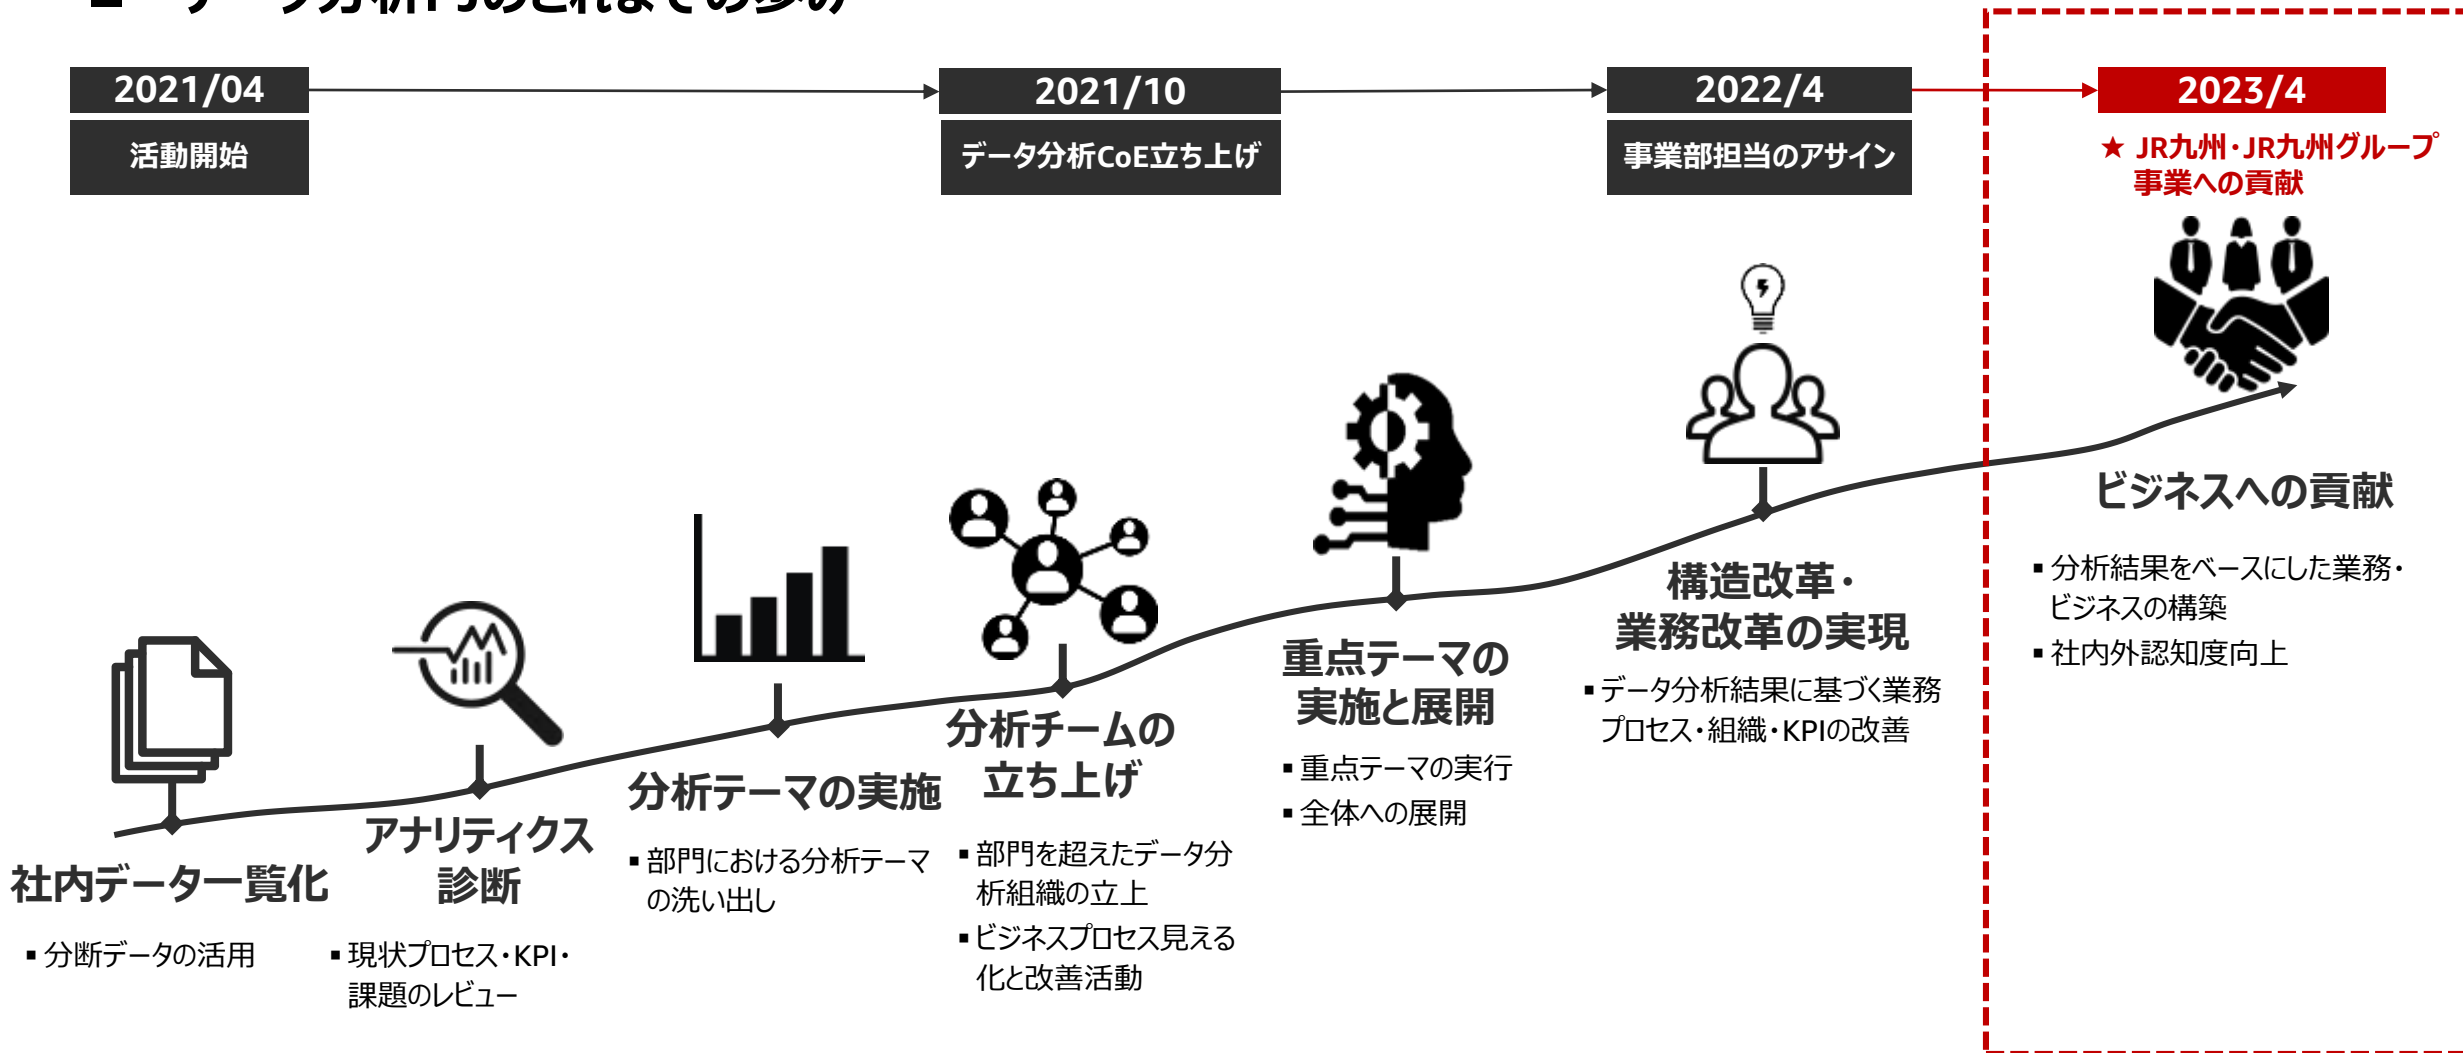 2021/04
活動開始
2021/10
データ分析CoE立ち上げ
2022/4
事業部担当のアサイン
2023/4
★ JR九州・JR九州グループ
事業への貢献
社内データ一覧化
▪ 分断データの活用
アナリティクス
診断
▪ 現状プロセス・KPI・
課題のレビュー
分析テーマの実施
▪ 部門における分析テーマ
の洗い出し
分析チームの
立ち上げ
▪ 部門を超えたデータ分
析組織の立上
▪ ビジネスプロセス見える
化と改善活動
重点テーマの
実施と展開
▪ 重点テーマの実行
▪ 全体への展開
構造改革・
業務改革の実現
▪ データ分析結果に基づく業務
プロセス・組織・KPIの改善
ビジネスへの貢献
▪ 分析結果をベースにした業務・
ビジネスの構築
▪ 社内外認知度向上